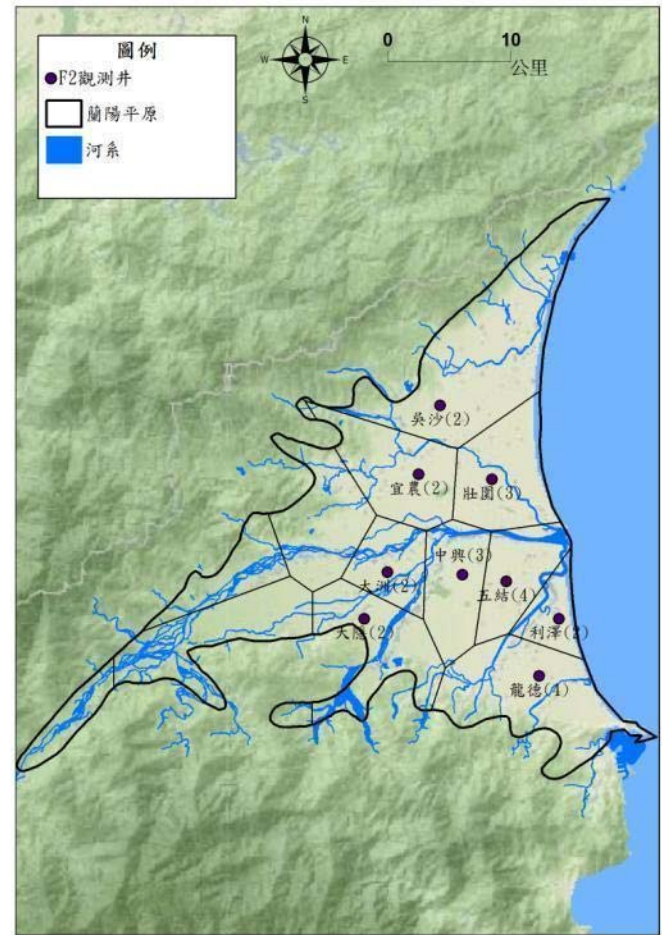 圖例
F2觀測井
蘭陽平原
河系
N
W
E
S
0
10
公里
吳沙(2)
宜農(2)
壯圍(3)
中興(3)
大洲(2)
五結(4)
大隱(2)
利澤(2)
龍德(4)